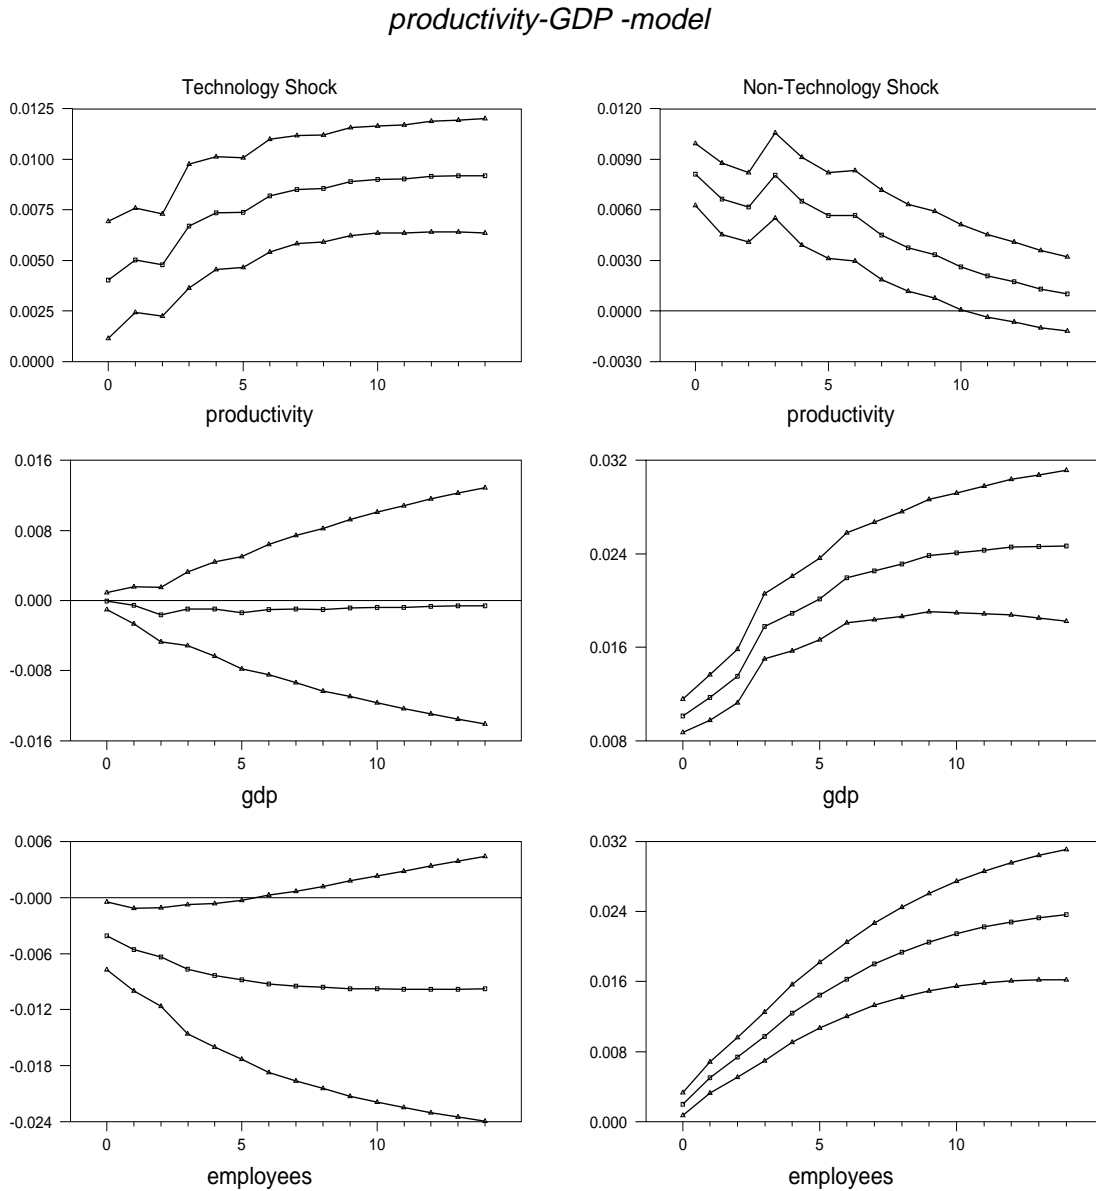 productivity-GDP -model
Technology Shock
0.0125
0.0100
0.0075
0.0050
0.0025
0.0000
0 5 10
productivity
Non-Technology Shock
0.0120
0.0090
0.0060
0.0030
0.0000
-0.0030
0 5 10
productivity
0.016
0.008
0.000
-0.008
-0.016
0 5 10
gdp
0.032
0.024
0.016
0.008
0 5 10
gdp
0.006
-0.000
-0.006
-0.012
-0.018
-0.024
0 5 10
employees
0.032
0.024
0.016
0.008
0.000
0 5 10
employees